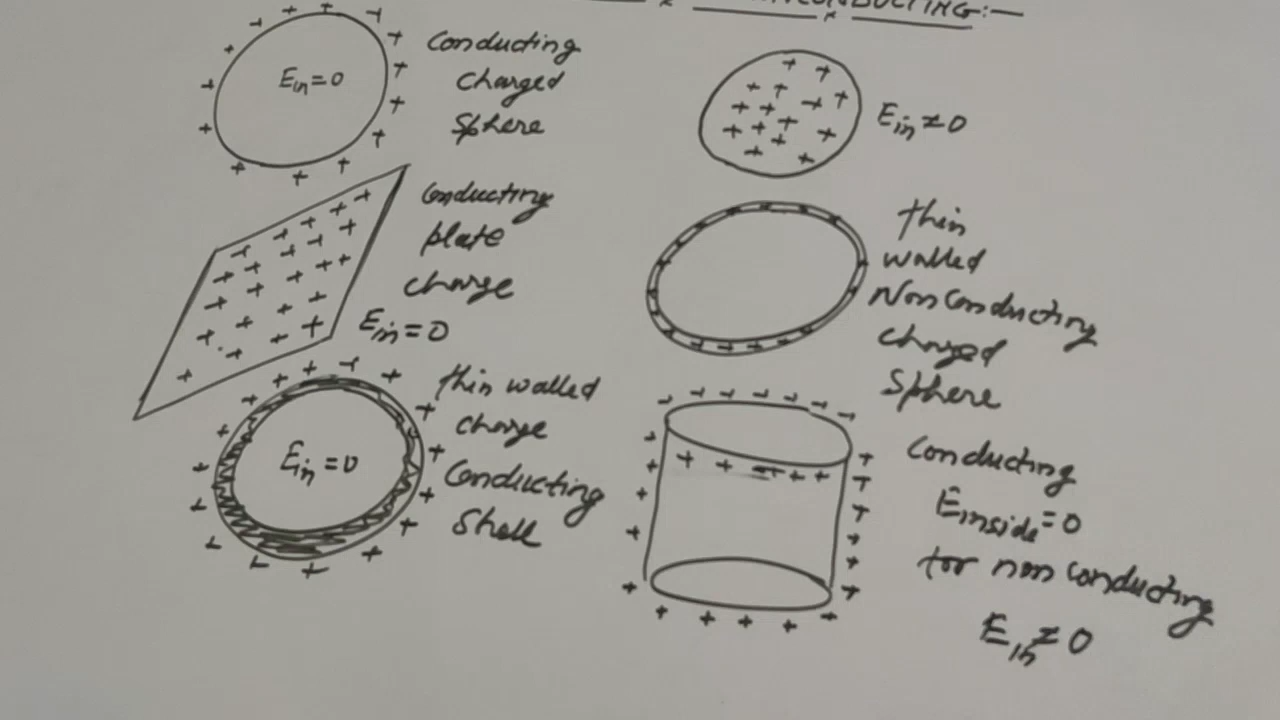 CONDUCTING:—
Conducting
Charged
Sphere
Ein=0
Ein≠0
Conducting
plate
charge
Ein=0
thin
walled
Nonconducting
charged
Sphere
thin walled
charge
Conducting
Shell
Ein=0
Conducting
Einside=0
for non conducting
Ein≠0